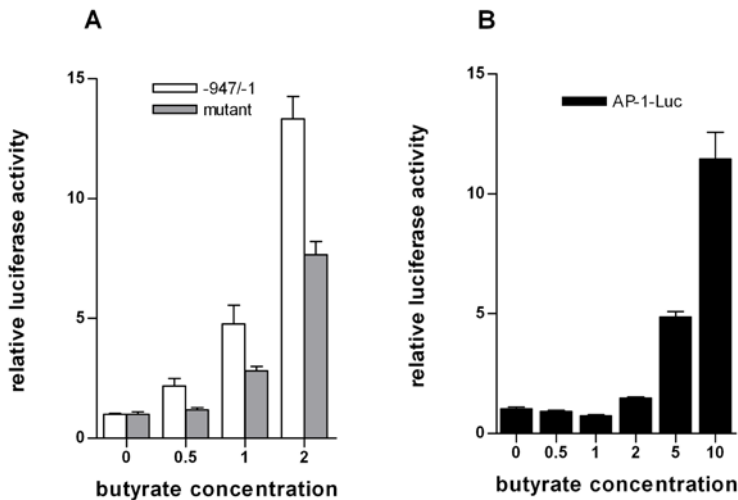 A
relative luciferase activity
15
10
5
0
-947/-1
mutant
0 0.5 1 2
butyrate concentration
B
relative luciferase activity
15
10
5
0
AP-1-Luc
0 0.5 1 2 5 10
butyrate concentration